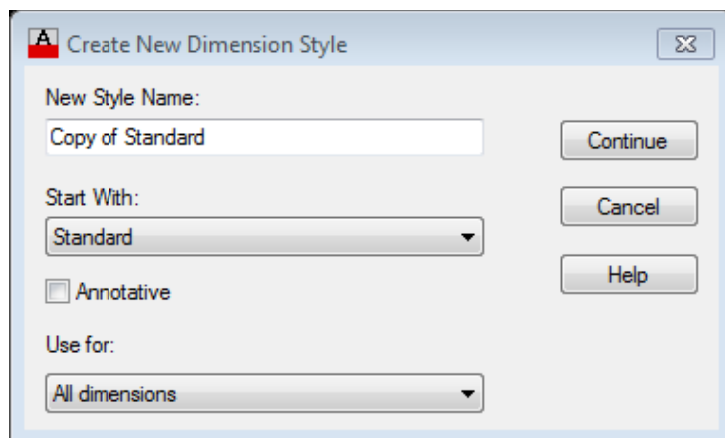 A Create New Dimension Style
New Style Name:
Copy of Standard
Continue
Start With:
Cancel
Standard
Help
Annotative
Use for:
All dimensions